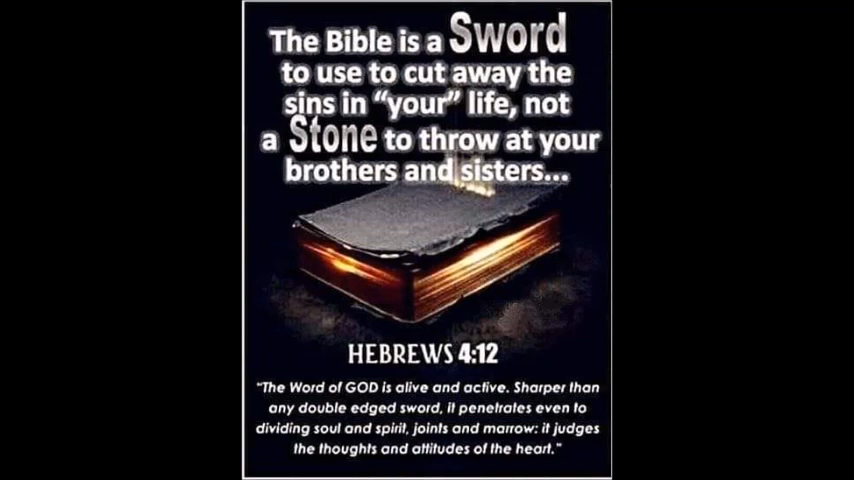 The Bible is a Sword
to use to cut away the
sins in “your” life, not
a Stone to throw at your
brothers and sisters...
HEBREWS 4:12
"The Word of GOD is alive and active. Sharper than
any double edged sword, it penetrates even to
dividing soul and spirit, joints and marrow: it judges
the thoughts and attitudes of the heart."